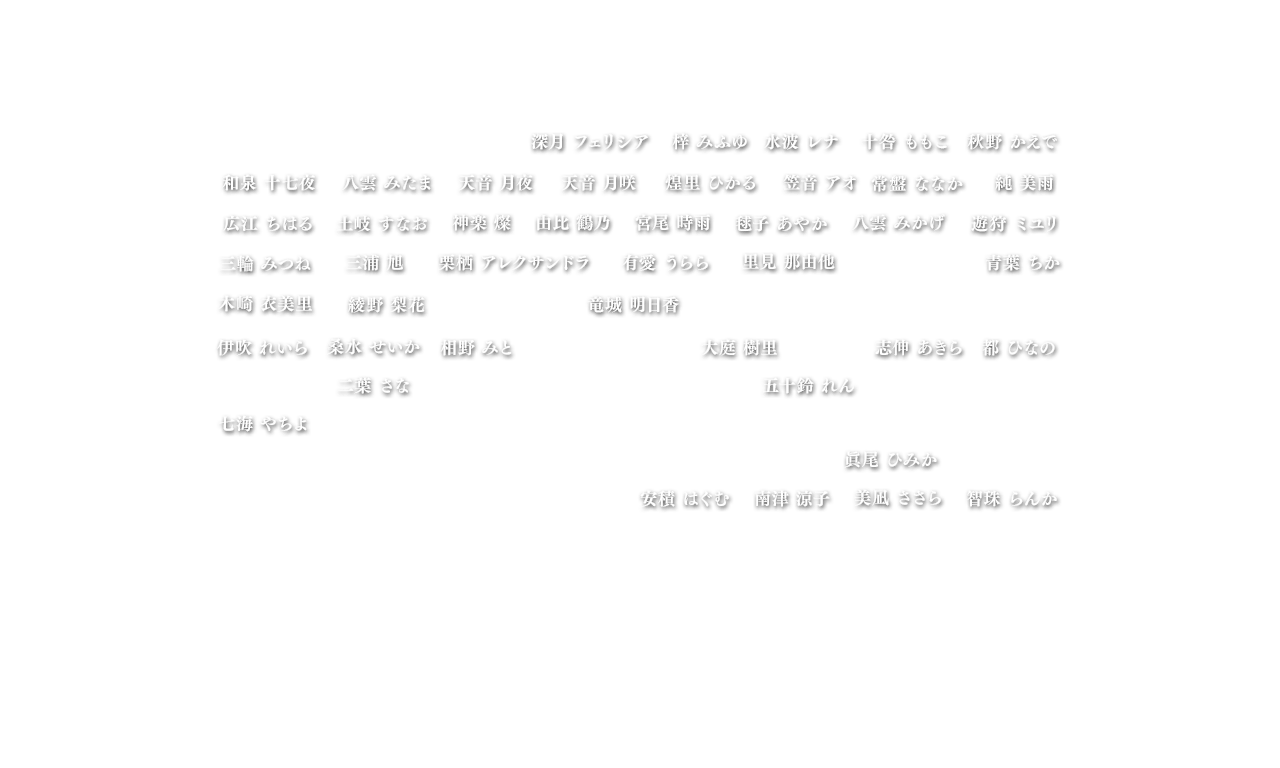 深月 フェリシア 梓 みふゆ 水波 レナ 十咎 ももこ 秋野 かえで
和泉 十七夜 八雲 みたま 天音 月夜 天音 月咲 煌里 ひかる 笠音 アオ 常盤 ななか 純 美雨
広江 ちはる 土岐 すなお 神楽 燦 由比 鶴乃 宮尾 時雨 毬子 あやか 八雲 みかげ 遊狩 ミユリ
三輪 みつね 三浦 旭 栗栖 アレクサンドラ 有愛 うらら 里見 那由他 青葉 ちか
木崎 衣美里 綾野 梨花 竜城 明日香
伊吹 れいら 桑水 せいか 相野 みと 大庭 樹里 志伸 あきら 都 ひなの
二葉 さな 五十鈴 れん
七海 やちよ
眞尾 ひみか
安積 はぐむ 南津 涼子 美凪 ささら 智珠 らんか